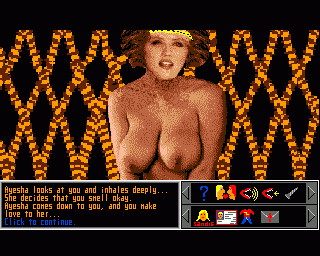 Ayesha looks at you and inhales deeply...
She decides that you smell okay.
Ayesha comes down to you, and you make
love to her...
Click to continue.
?
sandie